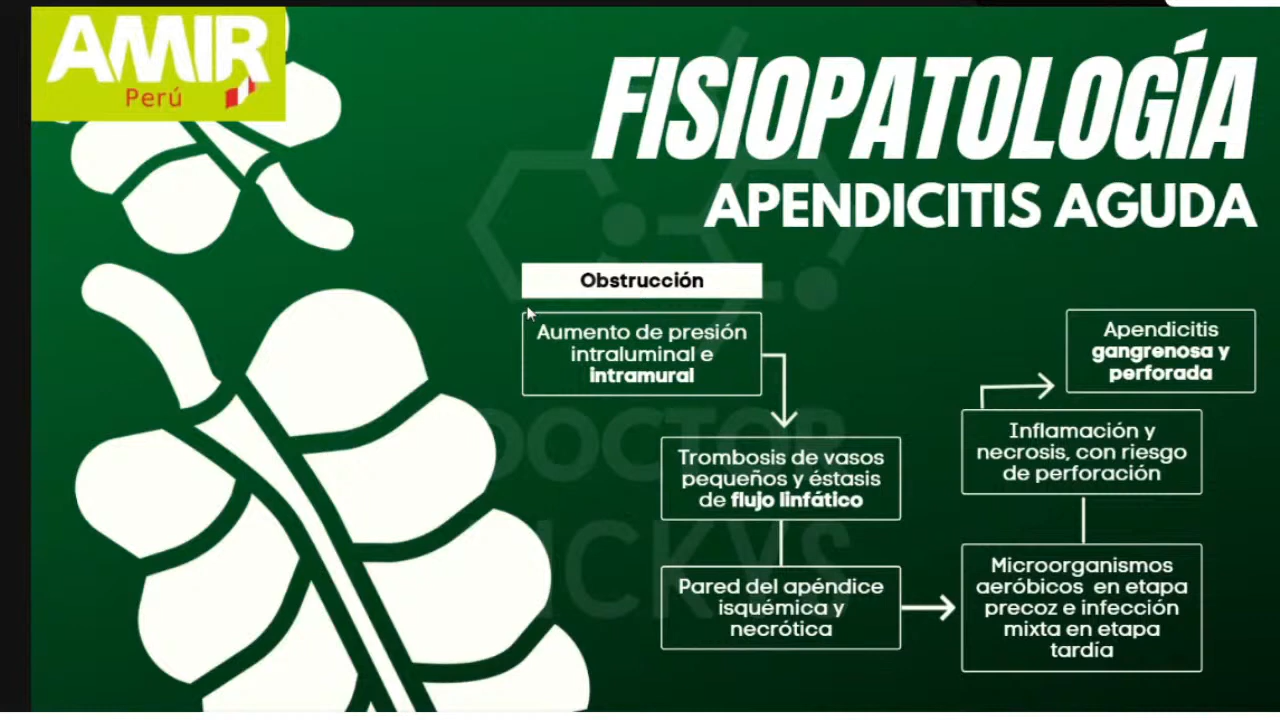 AMIR
Perú
FISIOPATOLOGÍA
APENDICITIS AGUDA
Obstrucción
Aumento de presión
intraluminal e
intramural
Trombosis de vasos
pequeños y éstasis
de flujo linfático
Pared del apéndice
isquémica y
necrótica
Microorganismos
aeróbicos en etapa
precoz e infección
mixta en etapa
tardía
Inflamación y
necrosis, con riesgo
de perforación
Apendicitis
gangrenosa y
perforada
DOCTOR